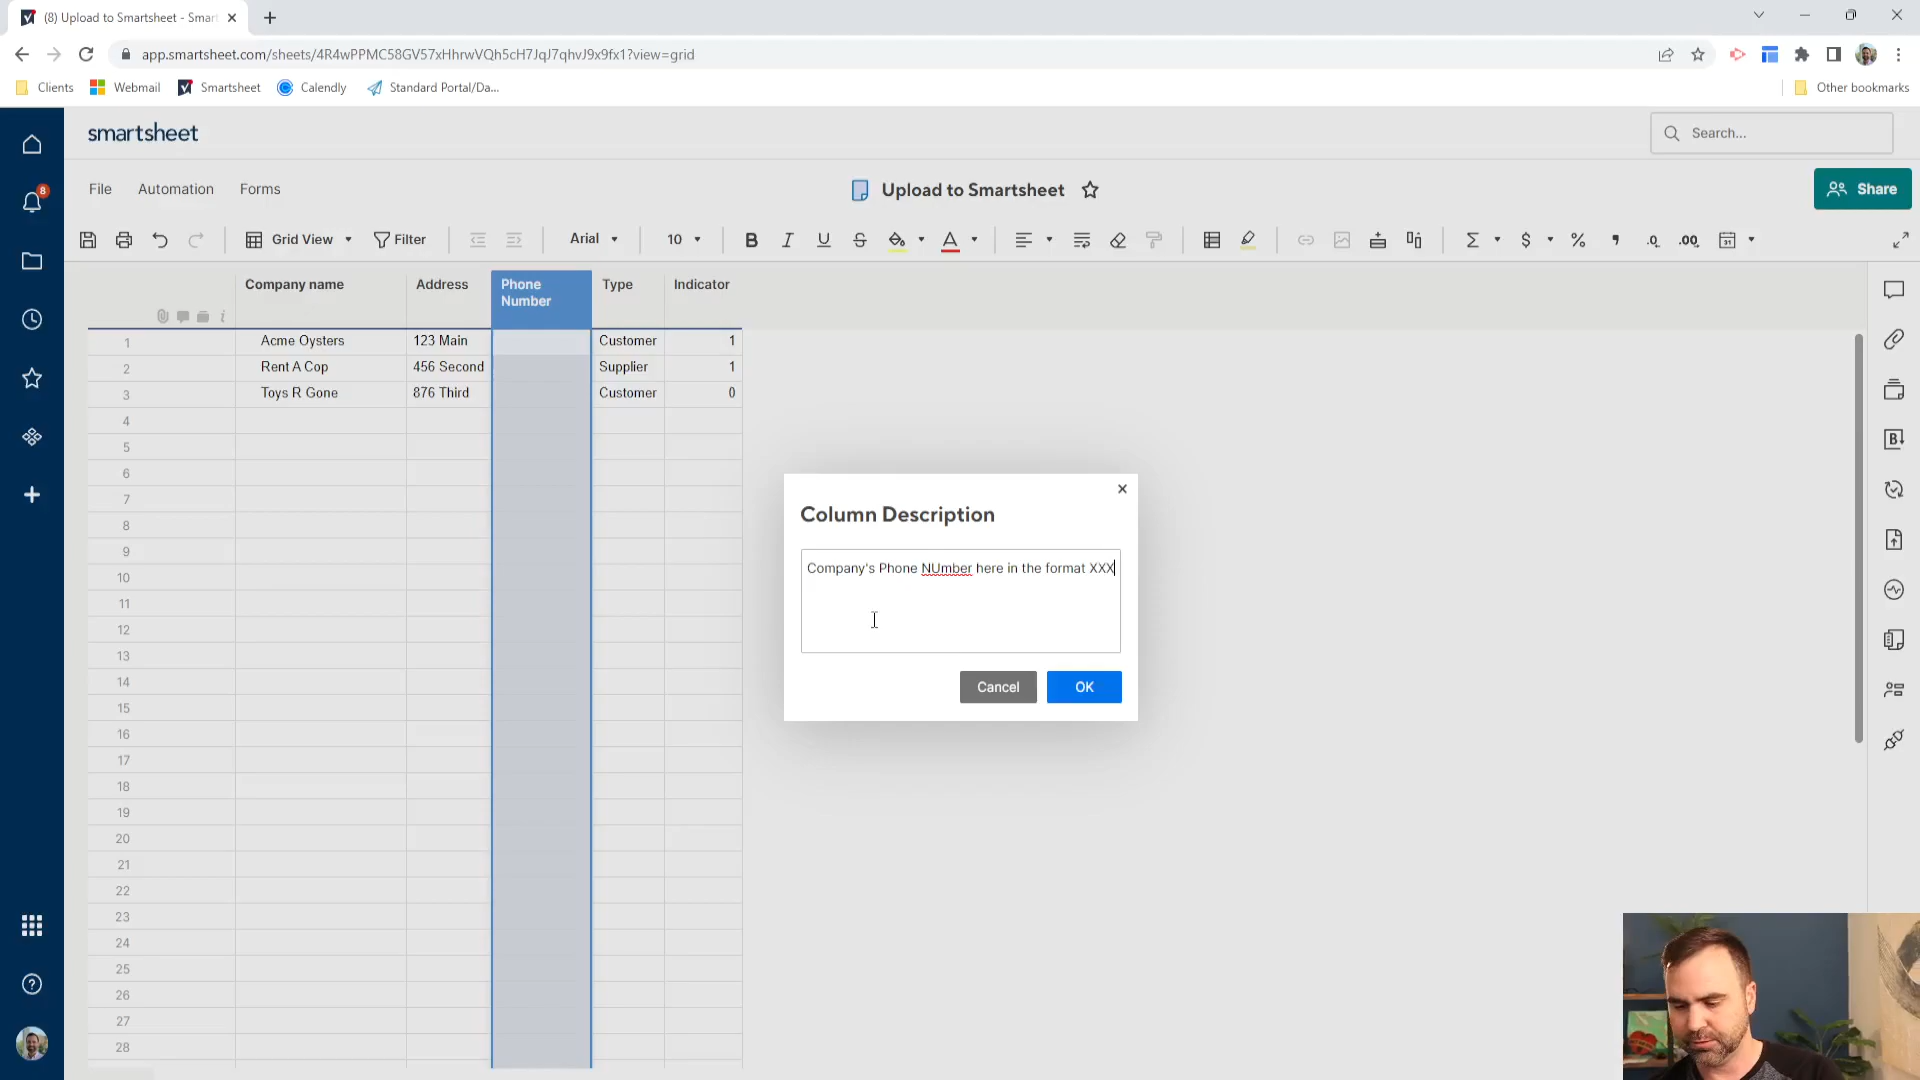 (8) Upload to Smartsheet - Smar
app.smartsheet.com/sheets/4R4wPPMC58GV57xHhrwVQh5cH7JqJ7qhvJ9x9fx1?view=grid
Clients
Webmail
Smartsheet
Calendly
Standard Portal/Da...
Other bookmarks
smartsheet
Search...
8
File
Automation
Forms
Upload to Smartsheet
Share
Grid View
Filter
Arial
10
B
I
U
S
A
Σ
$
%
.0
.00
31
Company name
Address
Phone
Number
Type
Indicator
1 Acme Oysters 123 Main Customer 1
2 Rent A Cop 456 Second Supplier 1
3 Toys R Gone 876 Third Customer 0
4
5
6
7
8
9
10
11
12
13
14
15
16
17
18
19
20
21
22
23
24
25
26
27
28
Column Description
Company's Phone NUmber here in the format XXX
Cancel
OK